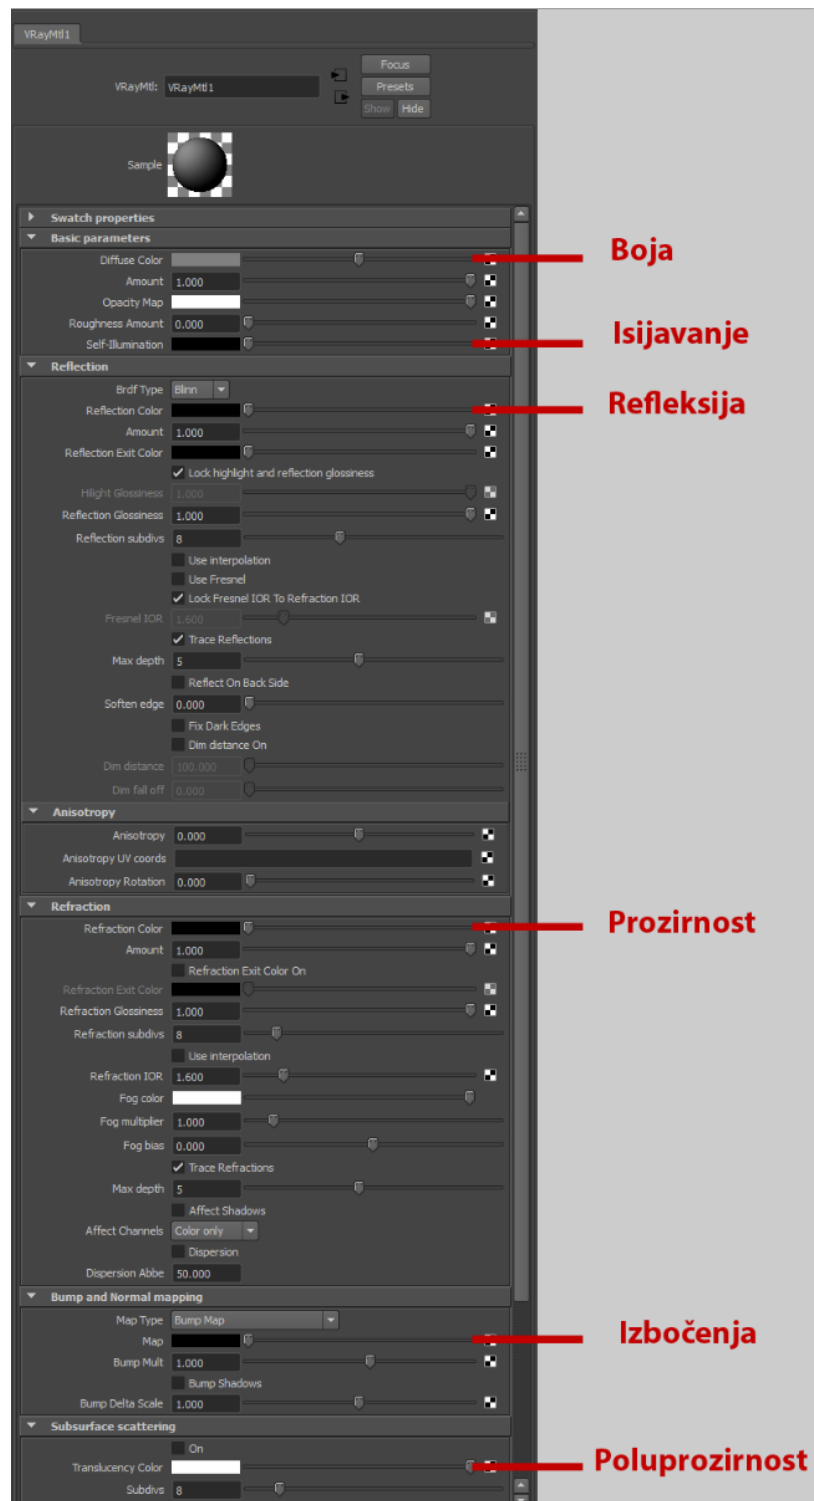 VRayMtl1
Focus
VRayMtl: VRayMtl1
Presets
Show Hide
Sample
Swatch properties
Basic parameters
Diffuse Color
Boja
Amount 1.000
Opacity Map
Roughness Amount 0.000
Self-Illumination
Isijavanje
Reflection
Brdf Type Blinn
Reflection Color
Refleksija
Amount 1.000
Reflection Exit Color
Lock highlight and reflection glossiness
Hilight Glossiness 1.000
Reflection Glossiness 1.000
Reflection subdivs 8
Use interpolation
Use Fresnel
Lock Fresnel IOR To Refraction IOR
Fresnel IOR 1.600
Trace Reflections
Max depth 5
Reflect On Back Side
Soften edge 0.000
Fix Dark Edges
Dim distance On
Dim distance 100.000
Dim fall off 0.000
Anisotropy
Anisotropy 0.000
Anisotropy UV coords
Anisotropy Rotation 0.000
Refraction
Refraction Color
Prozirnost
Amount 1.000
Refraction Exit Color On
Refraction Exit Color
Refraction Glossiness 1.000
Refraction subdivs 8
Use interpolation
Refraction IOR 1.600
Fog color
Fog multiplier 1.000
Fog bias 0.000
Trace Refractions
Max depth 5
Affect Shadows
Affect Channels Color only
Dispersion
Dispersion Abbe 50.000
Bump and Normal mapping
Map Type Bump Map
Map
Izbočenja
Bump Mult 1.000
Bump Shadows
Bump Delta Scale 1.000
Subsurface scattering
On
Translucency Color
Poluprozirnost
Subdivs 8